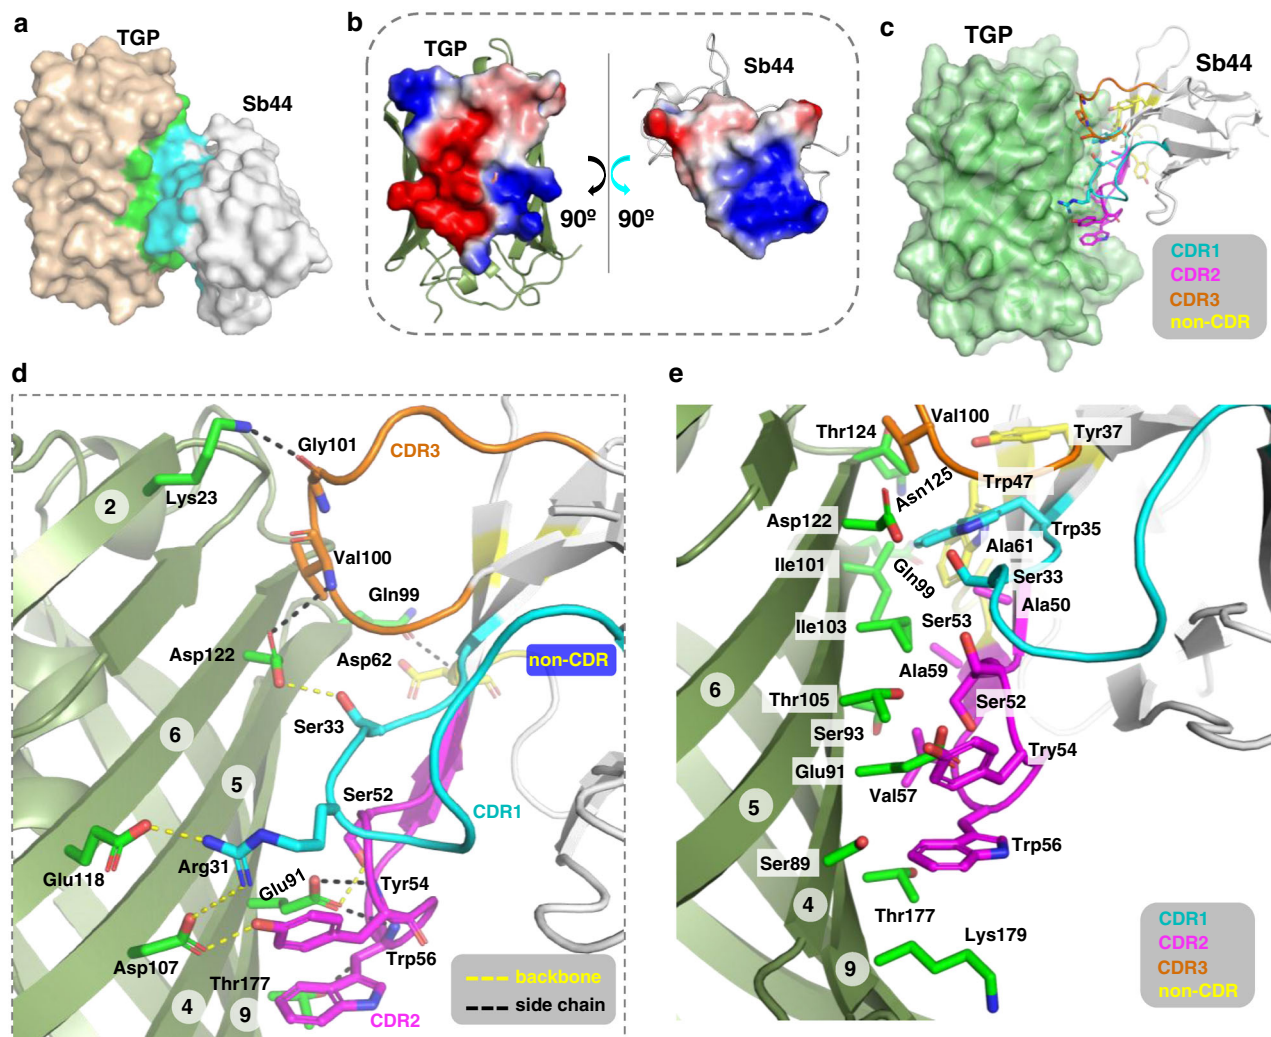 a
TGP
Sb44
b
TGP
Sb44
90º
90º
c
TGP
Sb44
CDR1
CDR2
CDR3
non-CDR
d
Gly101
CDR3
Lys23
2
Val100
Gln99
Asp122
Asp62
non-CDR
Ser33
6
5
Ser52
CDR1
Glu118
Arg31
Glu91
Tyr54
Asp107
Trp56
Thr177
4
9
CDR2
backbone
side chain
e
Val100
Thr124
Tyr37
Asn125
Trp47
Asp122
Trp35
Ala61
Ile101
Gln99
Ser33
Ala50
Ile103
Ser53
Ala59
6
Thr105
Ser52
Ser93
Try54
Glu91
Val57
5
Trp56
Ser89
4
Thr177
Lys179
9
CDR1
CDR2
CDR3
non-CDR